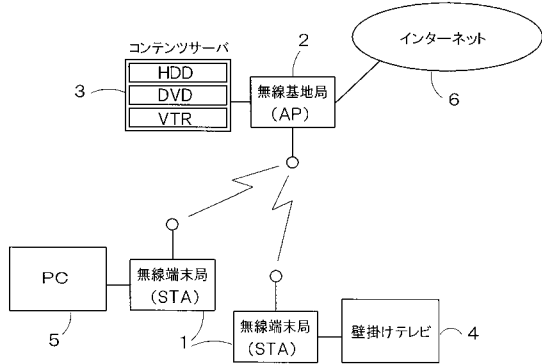 コンテンツサーバ
HDD
DVD
VTR
3
2
無線基地局
(AP)
インターネット
6
PC
5
無線端末局
(STA)
1
無線端末局
(STA)
壁掛けテレビ
4